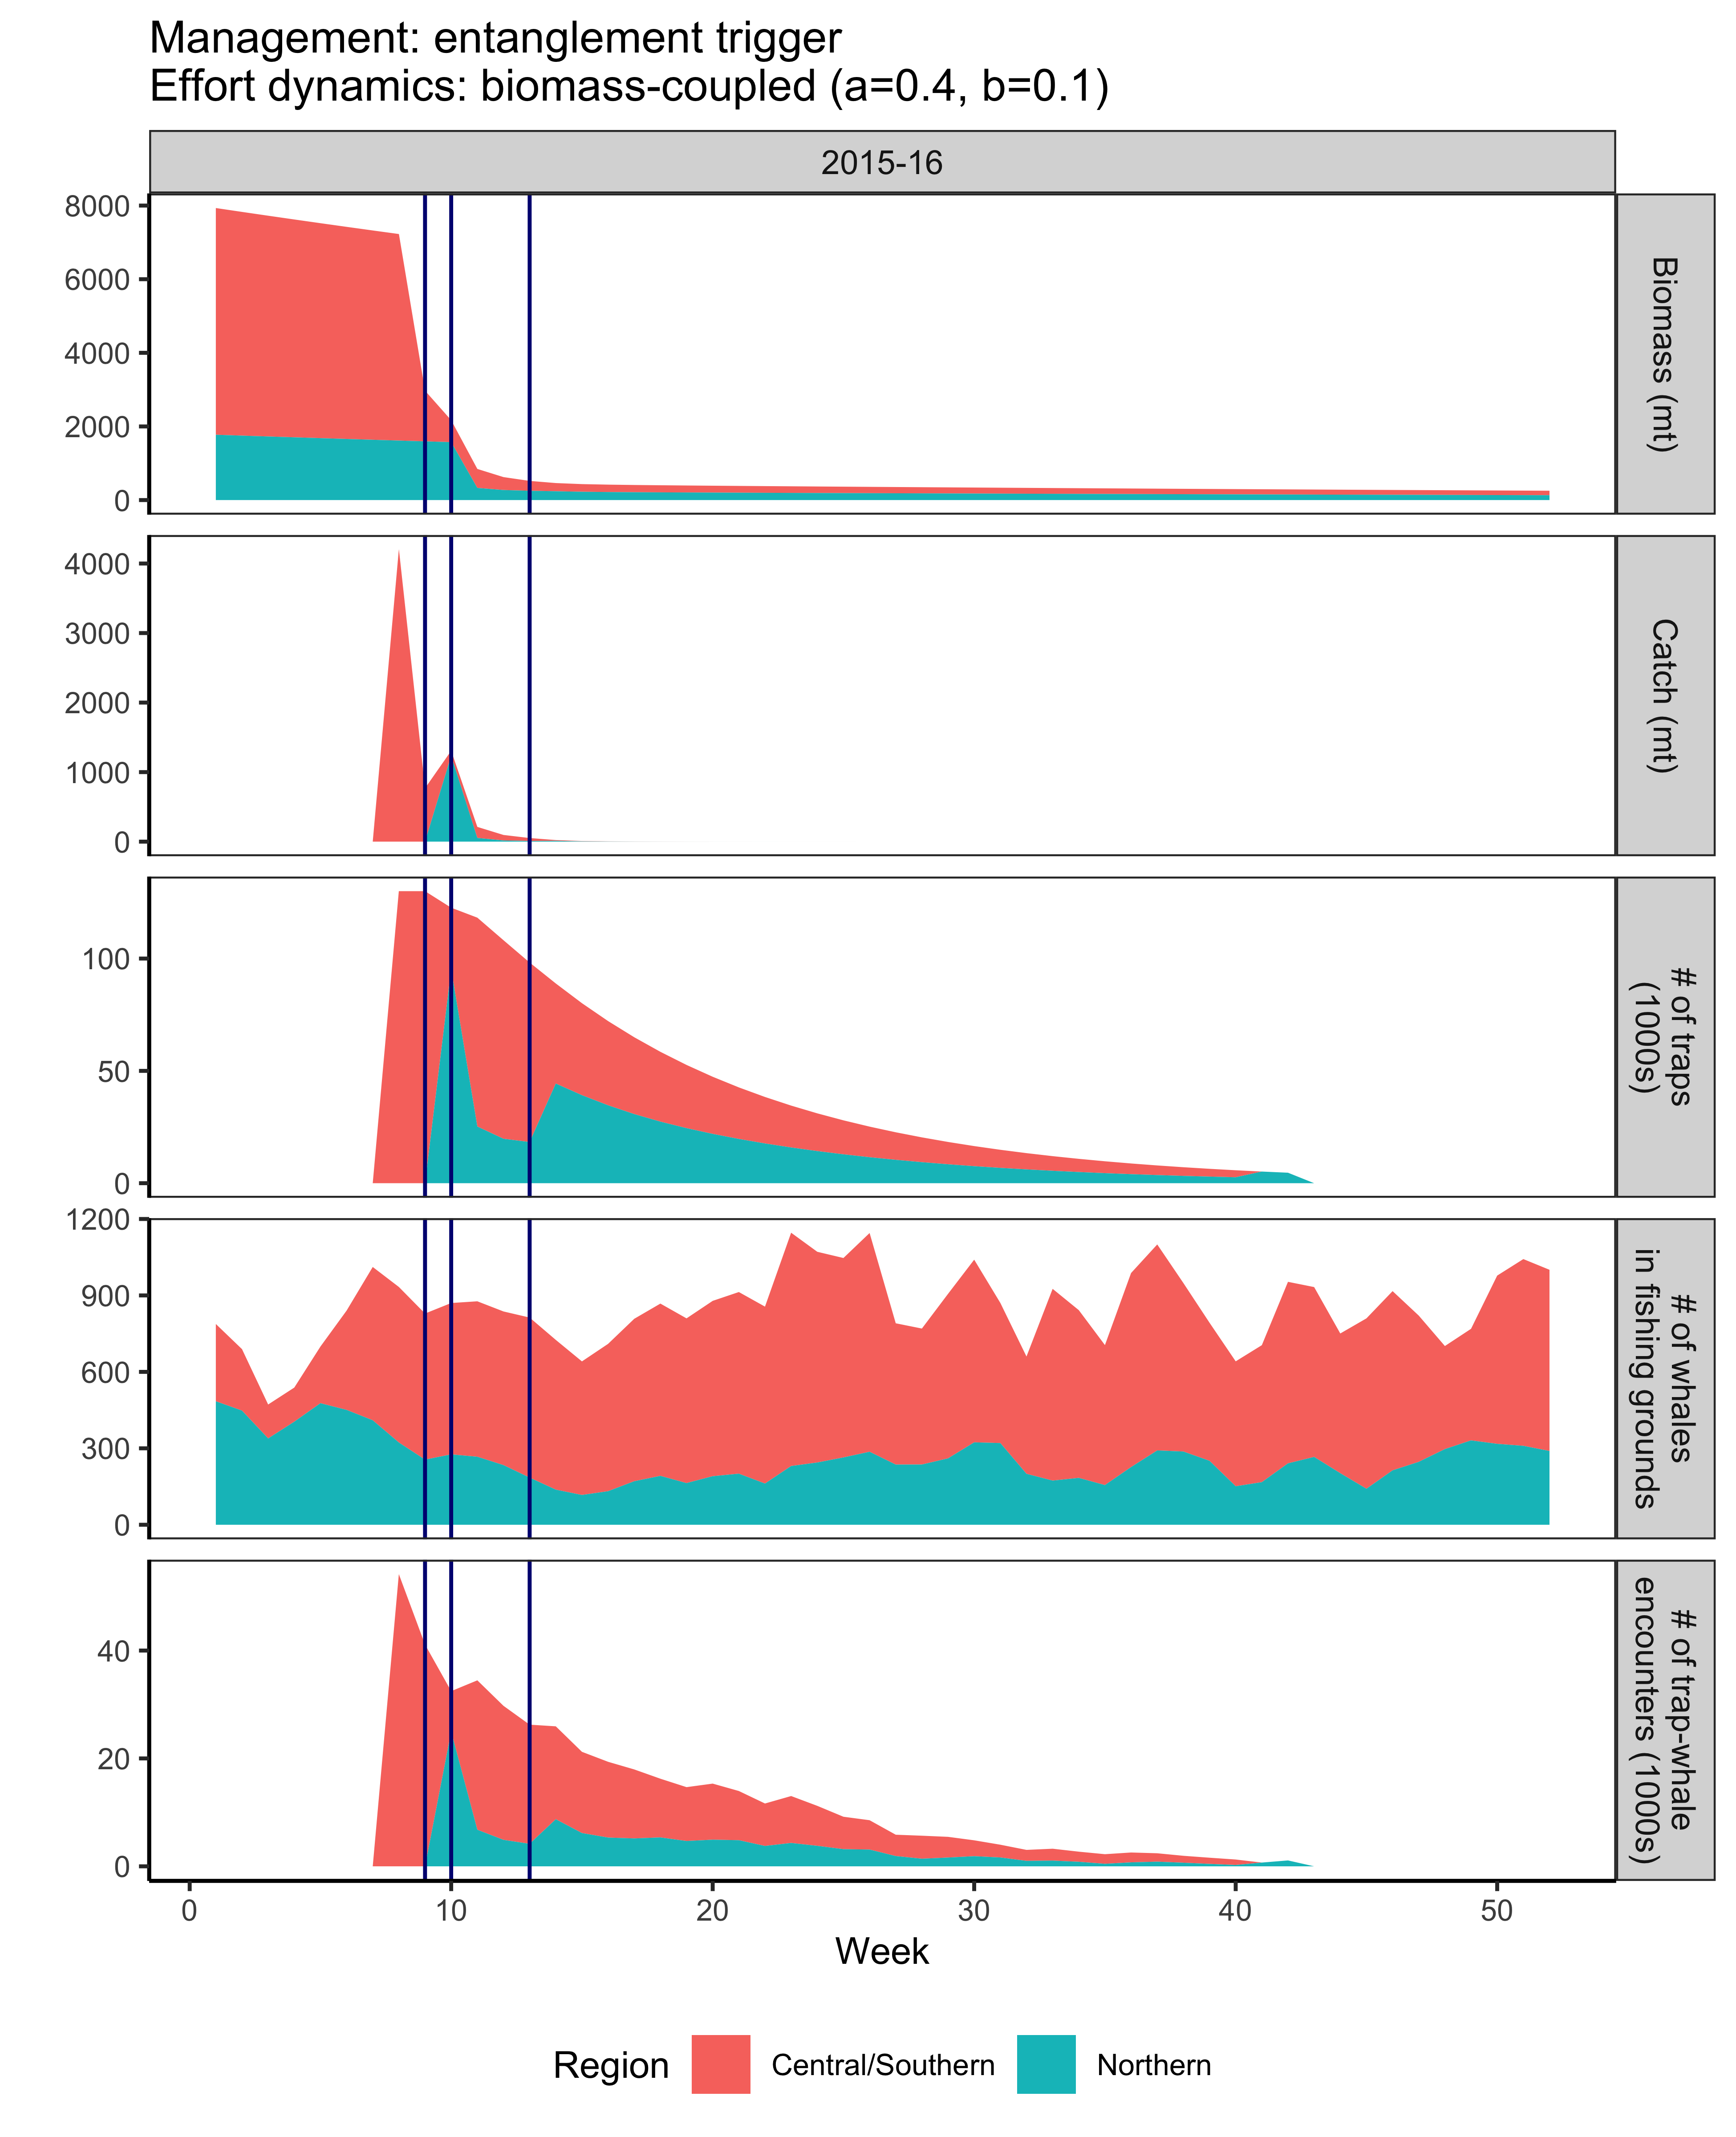 Management: entanglement trigger
Effort dynamics: biomass-coupled (a=0.4, b=0.1)
2015-16
8000
6000
4000
2000
0
Biomass (mt)
4000
3000
2000
1000
0
Catch (mt)
100
50
0
# of traps
(1000s)
1200
900
600
300
0
# of whales
in fishing grounds
40
20
0
# of trap-whale
encounters (1000s)
0 10 20 30 40 50
Week
Region Central/Southern Northern